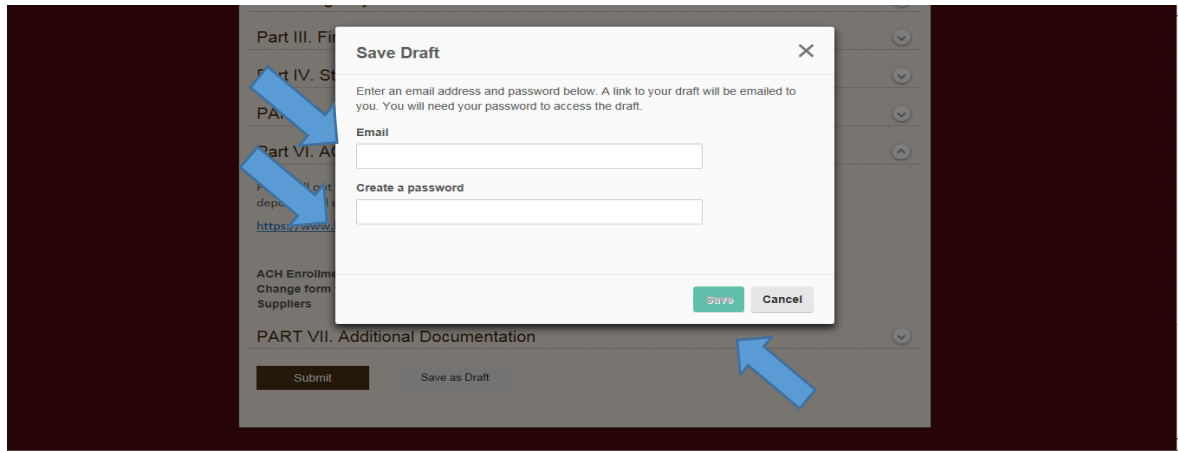 Part III. Fi
Save Draft
Part IV. St
Enter an email address and password below. A link to your draft will be emailed to
you. You will need your password to access the draft.
PA
Email
Part VI. A
Create a password
https://www.
ACH Enrollme
Change form
Suppliers
Save
Cancel
PART VII. Additional Documentation
Submit
Save as Draft